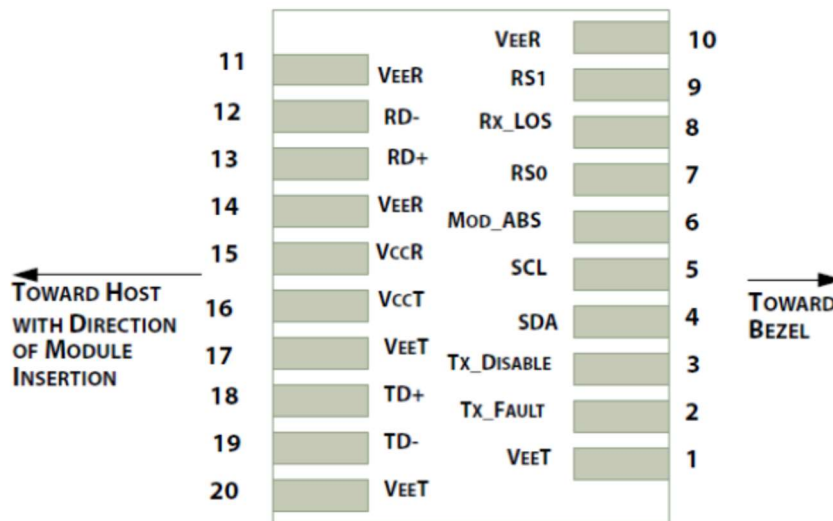 VEER 10
11 VEER
RS1 9
12 RD-
RX_LOS 8
13 RD+
RS0 7
14 VEER
MOD_ABS 6
15 VCCR
SCL 5
TOWARD HOST
WITH DIRECTION
OF MODULE
INSERTION
TOWARD
BEZEL
16 VCCT
SDA 4
17 VEET
TX_DISABLE 3
18 TD+
TX_FAULT 2
19 TD-
VEET 1
20 VEET